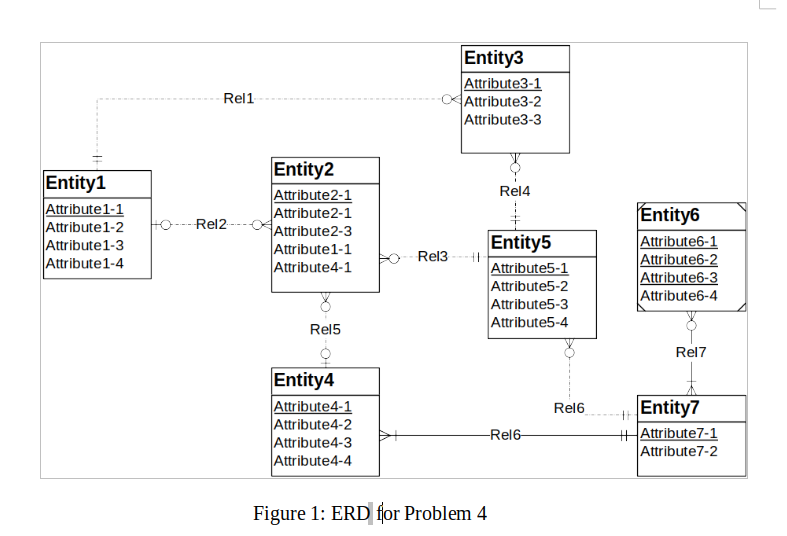 Entity3
Attribute3-1
Attribute3-2
Attribute3-3
Rel1
Entity1
Attribute1-1
Attribute1-2
Attribute1-3
Attribute1-4
Rel2
Entity2
Attribute2-1
Attribute2-1
Attribute2-3
Attribute1-1
Attribute4-1
Rel4
Rel3
Entity5
Attribute5-1
Attribute5-2
Attribute5-3
Attribute5-4
Entity6
Attribute6-1
Attribute6-2
Attribute6-3
Attribute6-4
Rel5
Rel7
Entity4
Attribute4-1
Attribute4-2
Attribute4-3
Attribute4-4
Rel6
Rel6
Entity7
Attribute7-1
Attribute7-2
Figure 1: ERD for Problem 4